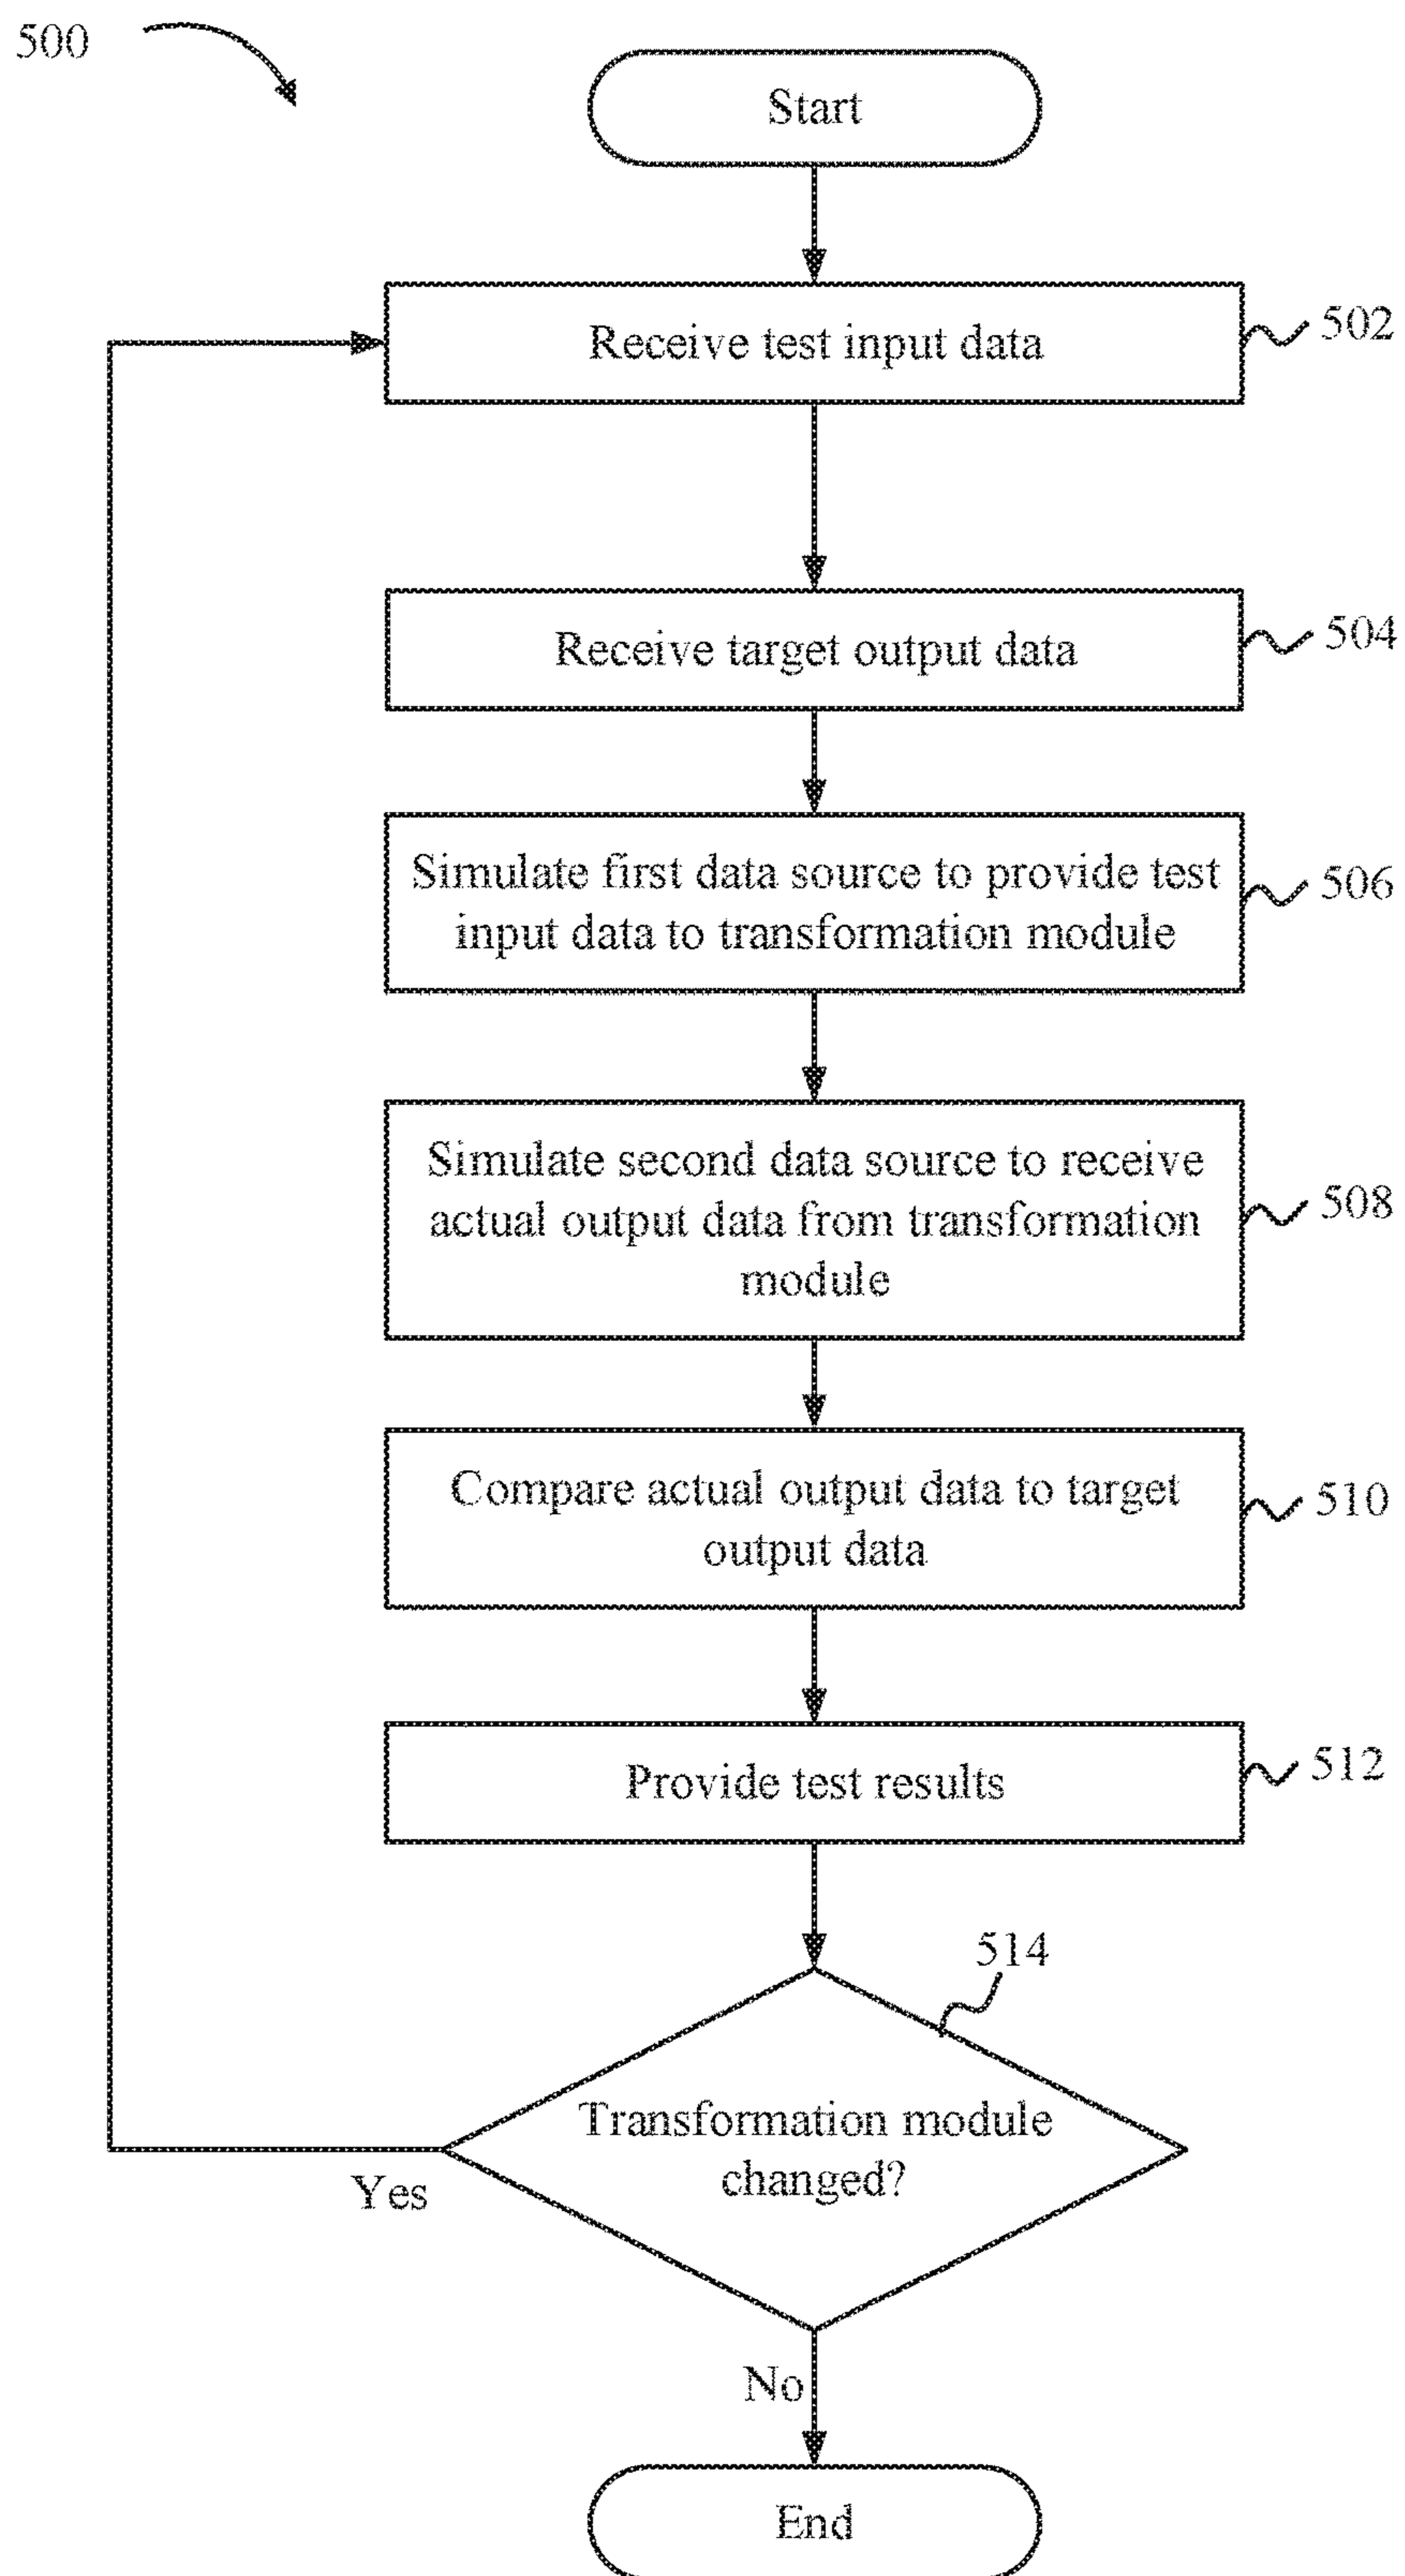 500
Start
Receive test input data
502
Receive target output data
504
Simulate first data source to provide test
input data to transformation module
506
Simulate second data source to receive
actual output data from transformation
module
508
Compare actual output data to target
output data
510
Provide test results
512
514
Transformation module
changed?
Yes
No
End